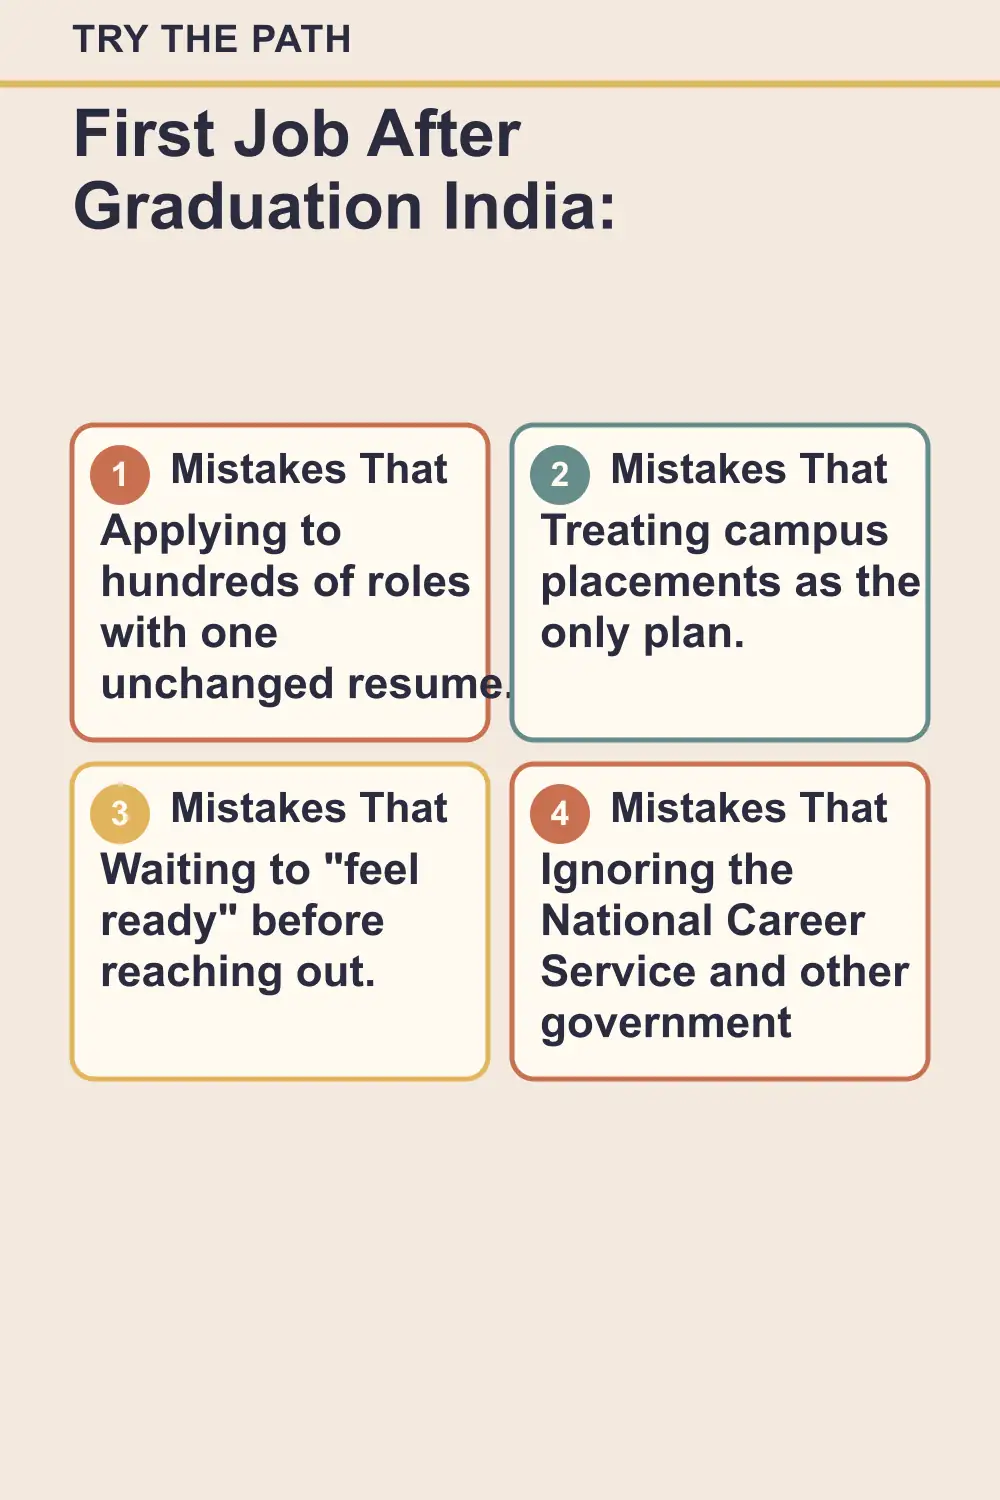 TRY THE PATH
First Job After
Graduation India:
1 Mistakes That
Applying to
hundreds of roles
with one
unchanged resume.
2 Mistakes That
Treating campus
placements as the
only plan.
3 Mistakes That
Waiting to "feel
ready" before
reaching out.
4 Mistakes That
Ignoring the
National Career
Service and other
government